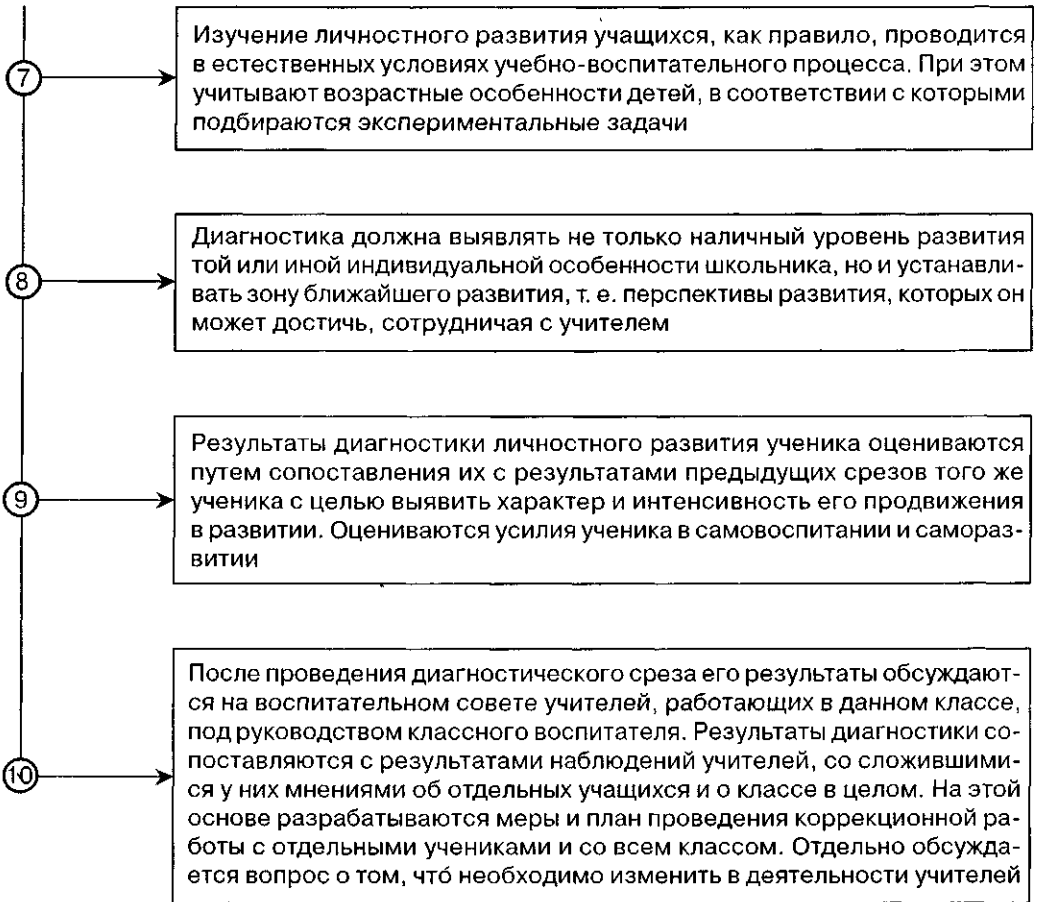 7
Изучение личностного развития учащихся, как правило, проводится
в естественных условиях учебно-воспитательного процесса. При этом
учитывают возрастные особенности детей, в соответствии с которыми
подбираются экспериментальные задачи
8
Диагностика должна выявлять не только наличный уровень развития
той или иной индивидуальной особенности школьника, но и устанавли-
вать зону ближайшего развития, т. е. перспективы развития, которых он
может достичь, сотрудничая с учителем
9
Результаты диагностики личностного развития ученика оцениваются
путем сопоставления их с результатами предыдущих срезов того же
ученика с целью выявить характер и интенсивность его продвижения
в развитии. Оцениваются усилия ученика в самовоспитании и самораз-
витии
10
После проведения диагностического среза его результаты обсуждают-
ся на воспитательном совете учителей, работающих в данном классе,
под руководством классного воспитателя. Результаты диагностики со-
поставляются с результатами наблюдений учителей, со сложившими-
ся у них мнениями об отдельных учащихся и о классе в целом. На этой
основе разрабатываются меры и план проведения коррекционной ра-
боты с отдельными учениками и со всем классом. Отдельно обсужда-
ется вопрос о том, что́ необходимо изменить в деятельности учителей